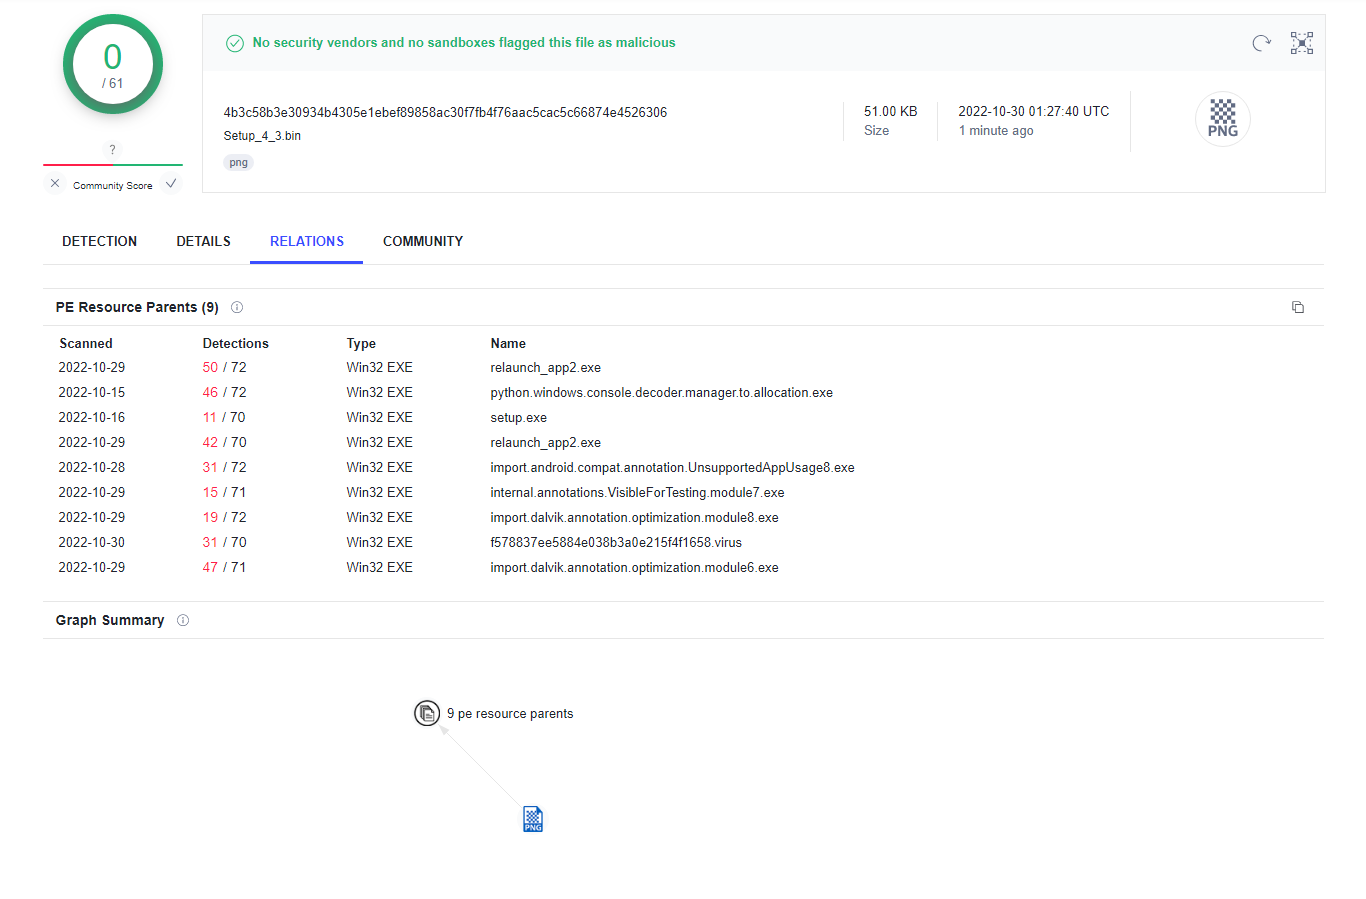 0
/ 61
?
Community Score
No security vendors and no sandboxes flagged this file as malicious
4b3c58b3e30934b4305e1ebef89858ac30f7fb4f76aac5cac5c66874e4526306
Setup_4_3.bin
png
51.00 KB
Size
2022-10-30 01:27:40 UTC
1 minute ago
PNG
DETECTION DETAILS RELATIONS COMMUNITY
PE Resource Parents (9)
Scanned Detections Type Name
2022-10-29 50 / 72 Win32 EXE relaunch_app2.exe
2022-10-15 46 / 72 Win32 EXE python.windows.console.decoder.manager.to.allocation.exe
2022-10-16 11 / 70 Win32 EXE setup.exe
2022-10-29 42 / 70 Win32 EXE relaunch_app2.exe
2022-10-28 31 / 72 Win32 EXE import.android.compat.annotation.UnsupportedAppUsage8.exe
2022-10-29 15 / 71 Win32 EXE internal.annotations.VisibleForTesting.module7.exe
2022-10-29 19 / 72 Win32 EXE import.dalvik.annotation.optimization.module8.exe
2022-10-30 31 / 70 Win32 EXE f578837ee5884e038b3a0e215f4f1658.virus
2022-10-29 47 / 71 Win32 EXE import.dalvik.annotation.optimization.module6.exe
Graph Summary
9 pe resource parents
PNG